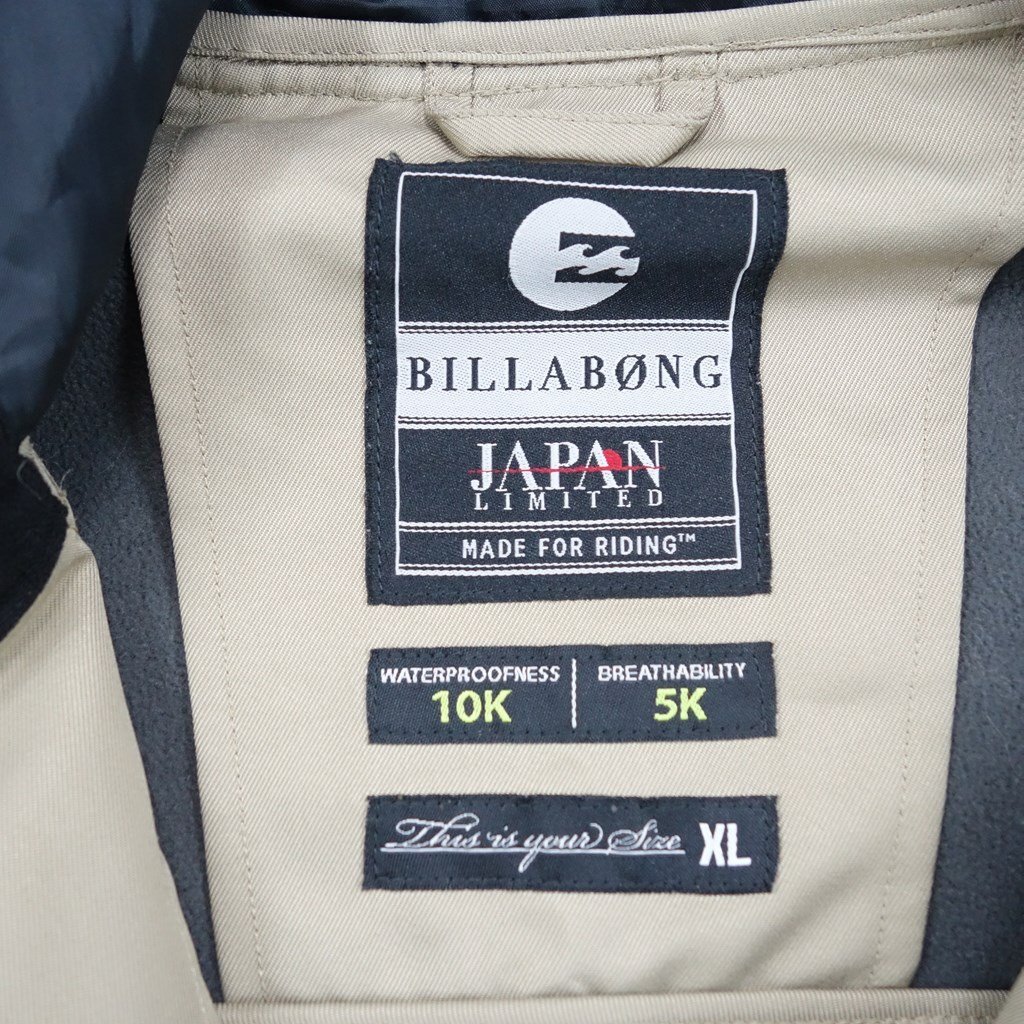 BILLABØNG
JAPAN
LIMITED
MADE FOR RIDING™
WATERPROOFNESS
10K
BREATHABILITY
5K
This is your Size XL